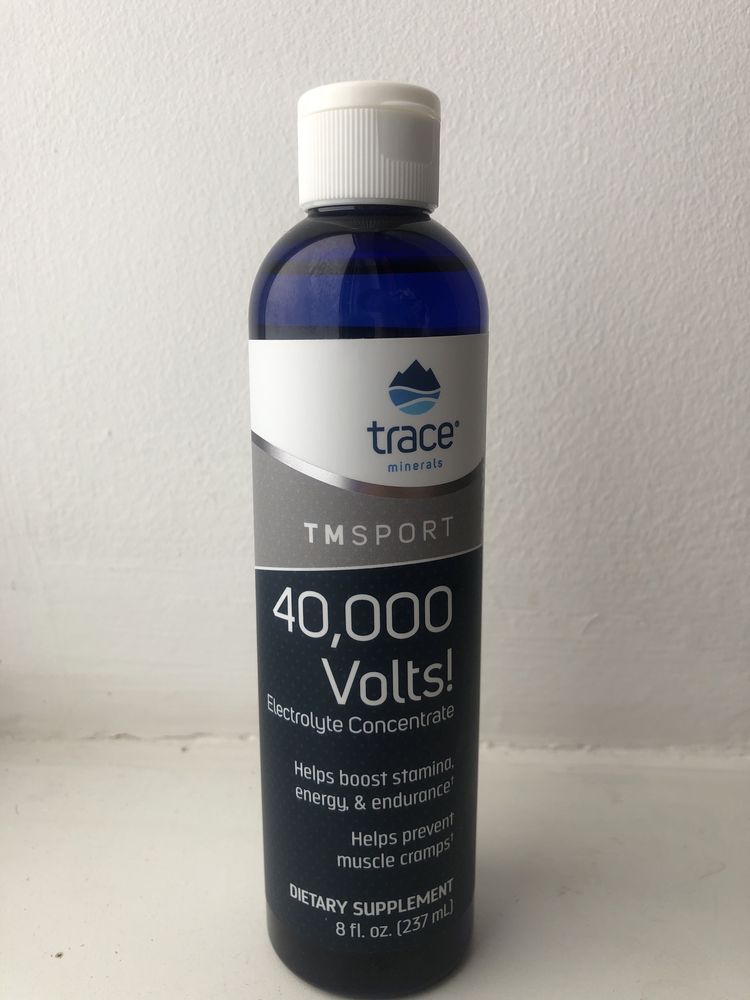 trace®
minerals
TMSPORT
40,000
Volts!
Electrolyte Concentrate
Helps boost stamina,
energy, & endurance†
Helps prevent
muscle cramps†
DIETARY SUPPLEMENT
8 fl. oz. (237 mL)